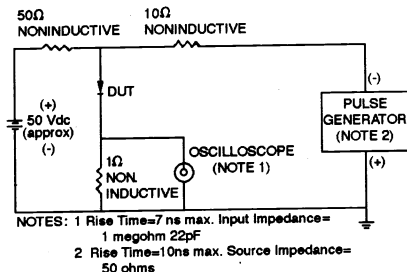 50Ω
NONINDUCTIVE
10Ω
NONINDUCTIVE
DUT
(+)
50 Vdc
(approx)
(-)
(-)
PULSE
GENERATOR
(NOTE 2)
(+)
1Ω
NON.
INDUCTIVE
OSCILLOSCOPE
(NOTE 1)
NOTES: 1 Rise Time=7 ns max. Input Impedance=
1 megohm 22pF
2 Rise Time=10ns max. Source Impedance=
50 ohms